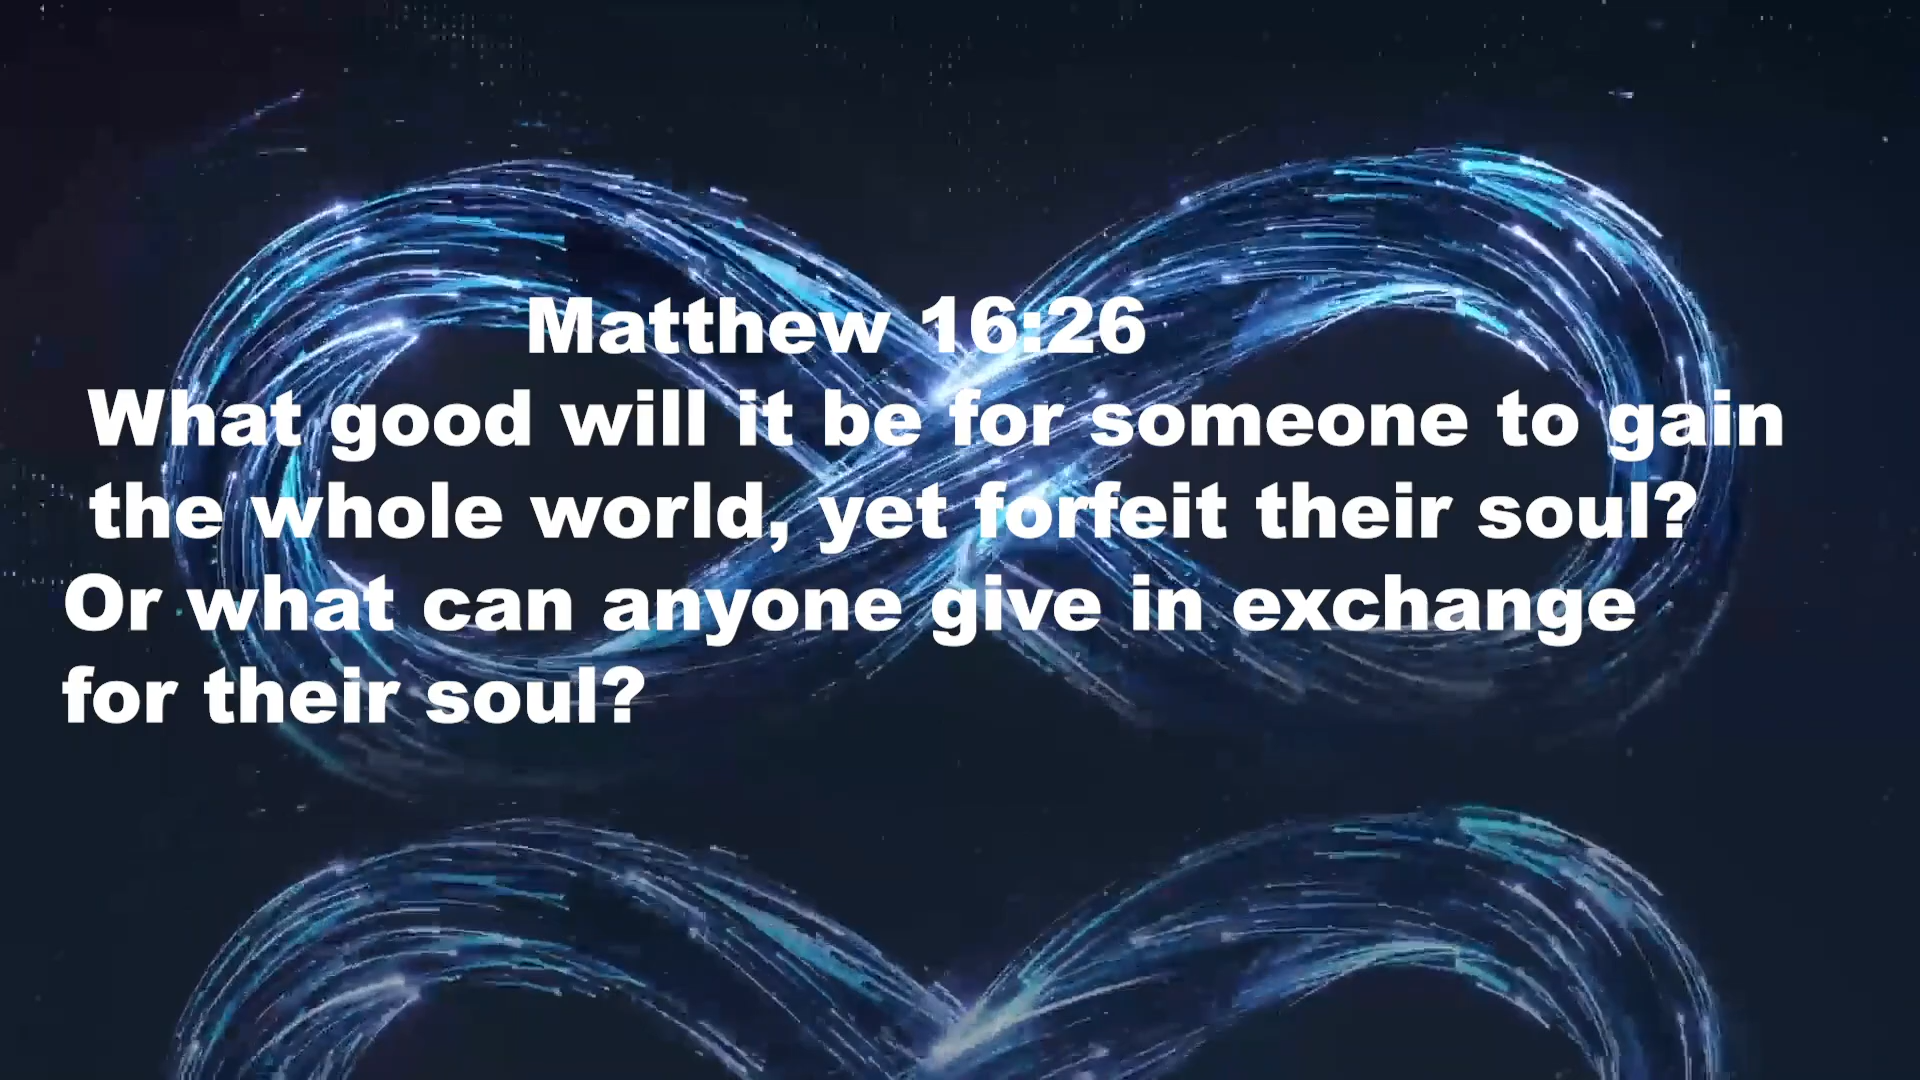 Matthew 16:26
What good will it be for someone to gain
the whole world, yet forfeit their soul?
Or what can anyone give in exchange
for their soul?